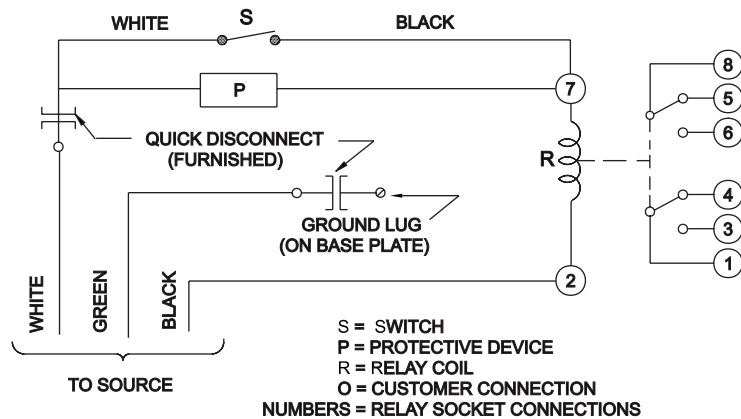 WHITE
S
BLACK
P
7
8
5
6
QUICK DISCONNECT
(FURNISHED)
R
4
3
1
GROUND LUG
(ON BASE PLATE)
2
WHITE
GREEN
BLACK
TO SOURCE
S = SWITCH
P = PROTECTIVE DEVICE
R = RELAY COIL
O = CUSTOMER CONNECTION
NUMBERS = RELAY SOCKET CONNECTIONS